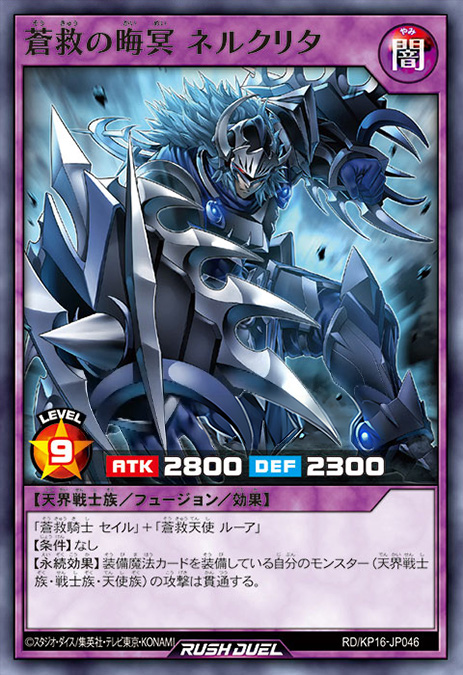 蒼救の晦冥 ネルクリタ
闇
LEVEL
9
ATK 2800 DEF 2300
【天界戦士族／フュージョン／効果】
「蒼救騎士 セイル」+「蒼救天使 ルーア」
【条件】なし
【永続効果】装備魔法カードを装備している自分のモンスター（天界戦士
族・戦士族・天使族）の攻撃は貫通する。
©スタジオ・ダイス/集英社・テレビ東京・KONAMI
RUSH DUEL
RD/KP16-JP046